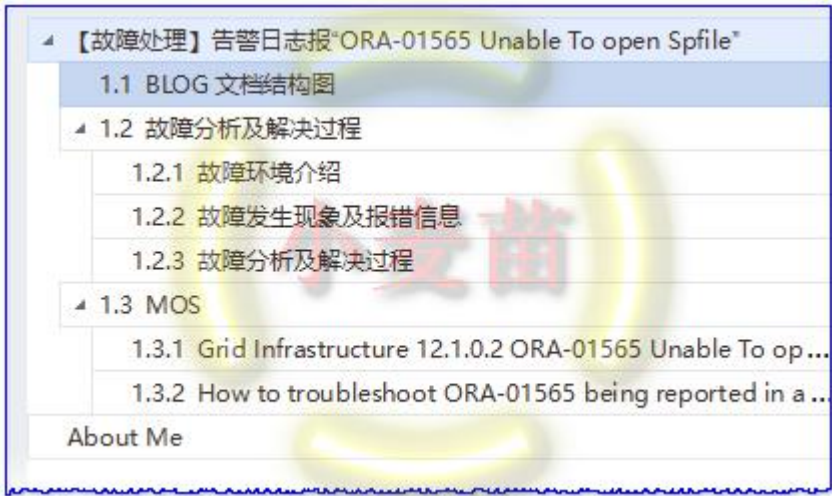 【故障处理】告警日志报“ORA-01565 Unable To open Spfile”
1.1 BLOG 文档结构图
1.2 故障分析及解决过程
1.2.1 故障环境介绍
1.2.2 故障发生现象及报错信息
1.2.3 故障分析及解决过程
小麦苗
1.3 MOS
1.3.1 Grid Infrastructure 12.1.0.2 ORA-01565 Unable To op...
1.3.2 How to troubleshoot ORA-01565 being reported in a ...
About Me